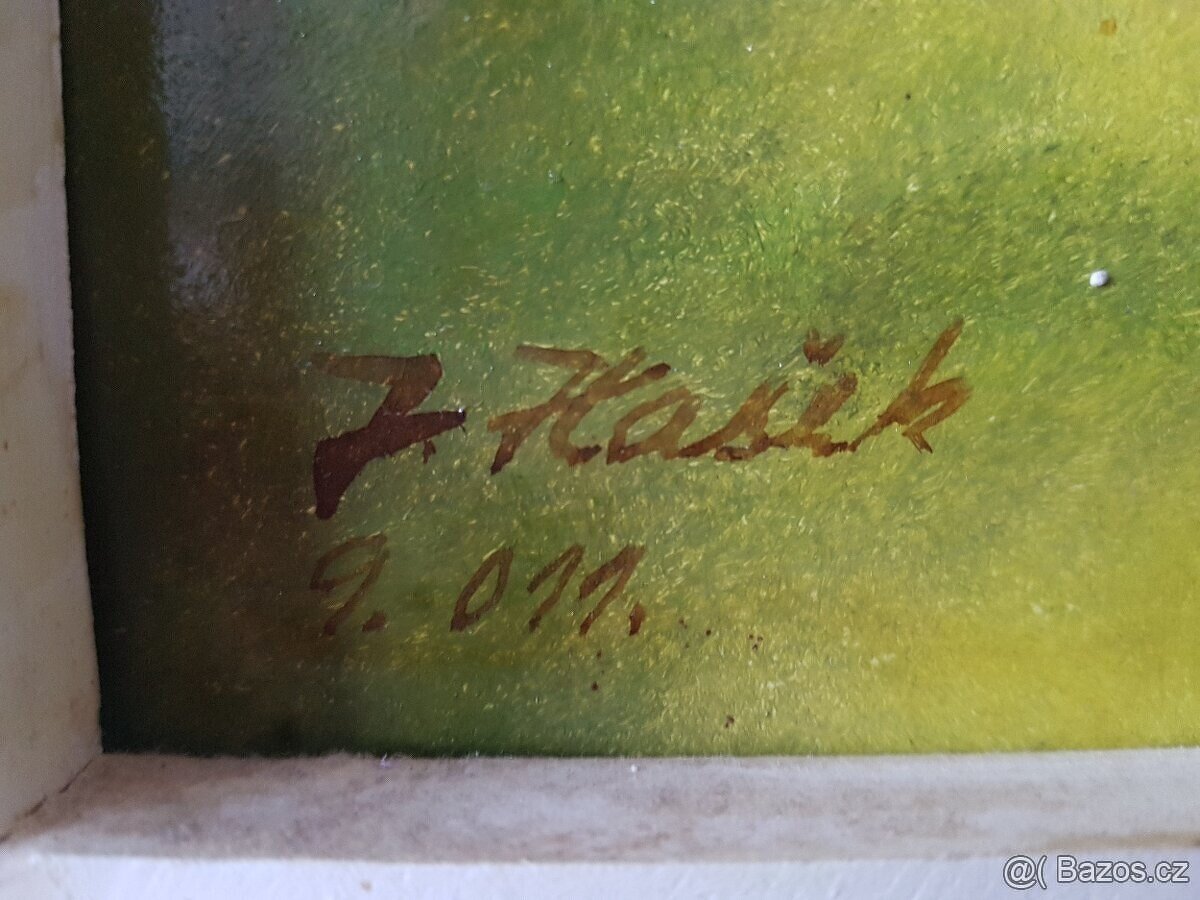 J. Hašek
9. 011.
@( Bazos.cz